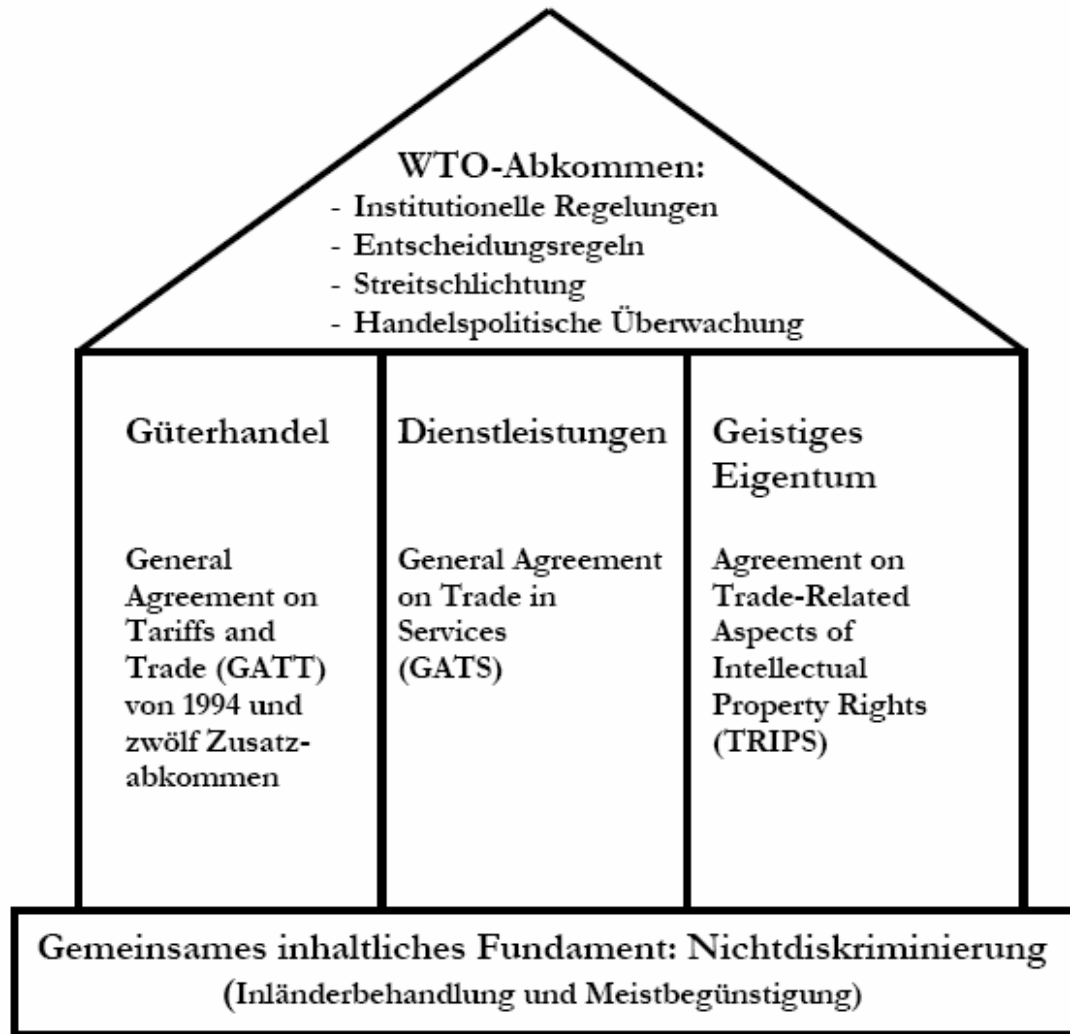 WTO-Abkommen:
- Institutionelle Regelungen
- Entscheidungsregeln
- Streitschlichtung
- Handelspolitische Überwachung
Güterhandel
General
Agreement on
Tariffs and
Trade (GATT)
von 1994 und
zwölf Zusatz-
abkommen
Dienstleistungen
General Agreement
on Trade in
Services
(GATS)
Geistiges
Eigentum
Agreement on
Trade-Related
Aspects of
Intellectual
Property Rights
(TRIPS)
Gemeinsames inhaltliches Fundament: Nichtdiskriminierung
(Inländerbehandlung und Meistbegünstigung)